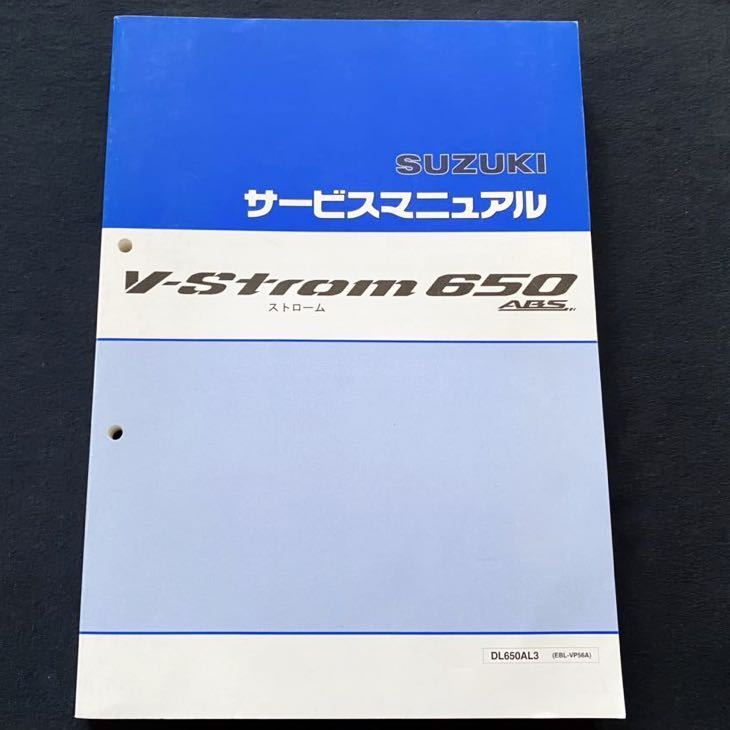 SUZUKI
サービスマニュアル
V-Strom 650
ストローム
ABS
DL650AL3 (EBL-VP56A)